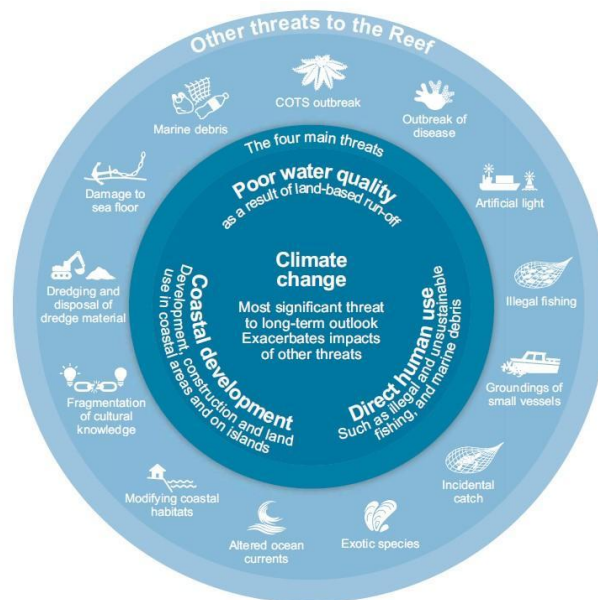 Other threats to the Reef
COTS outbreak
Outbreak of
disease
Artificial light
Illegal fishing
Groundings of
small vessels
Incidental
catch
Exotic species
Altered ocean
currents
Modifying coastal
habitats
Fragmentation
of cultural
knowledge
Dredging and
disposal of
dredge material
Damage to
sea floor
Marine debris
The four main threats
Poor water quality
as a result of land-based run-off
Climate
change
Most significant threat
to long-term outlook
Exacerbates impacts
of other threats
Direct human use
Such as illegal and unsustainable
fishing, and marine debris
Coastal development
Development, construction and land
use in coastal areas and on islands